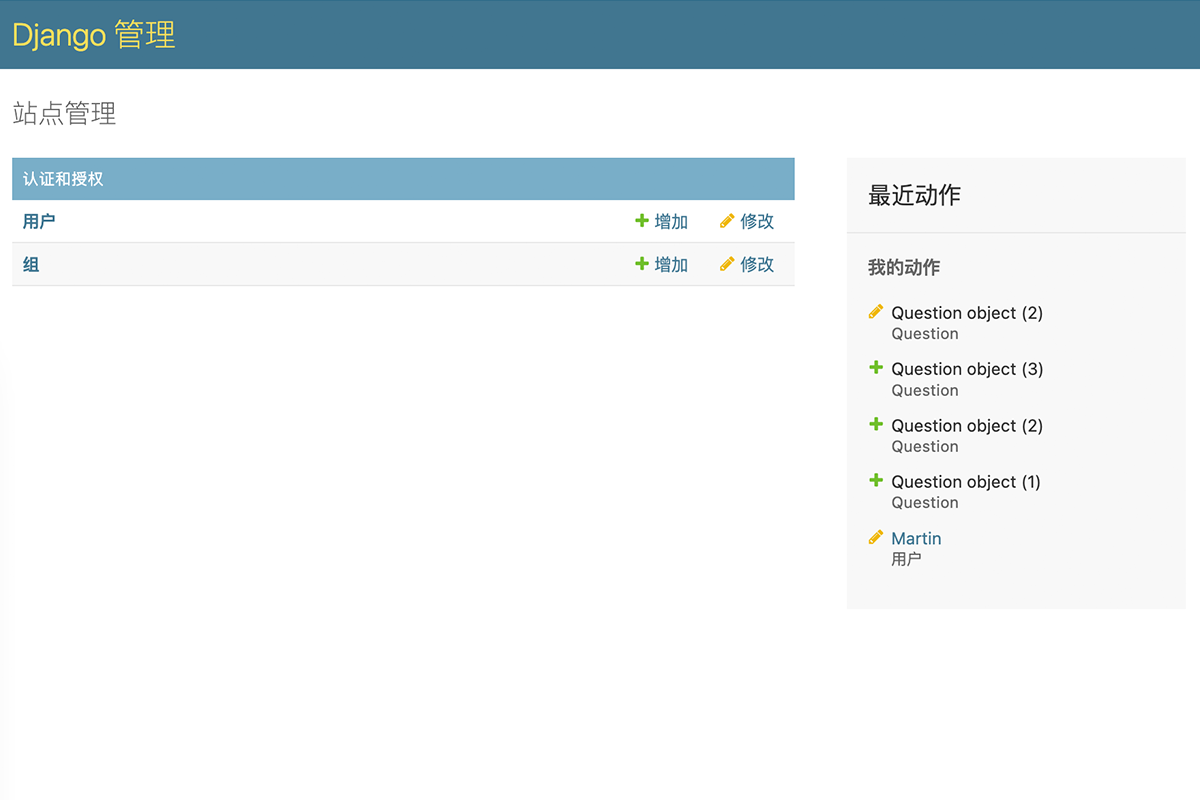 Django 管理
站点管理
认证和授权
用户 增加 修改
组 增加 修改
最近动作
我的动作
Question object (2)
Question
Question object (3)
Question
Question object (2)
Question
Question object (1)
Question
Martin
用户